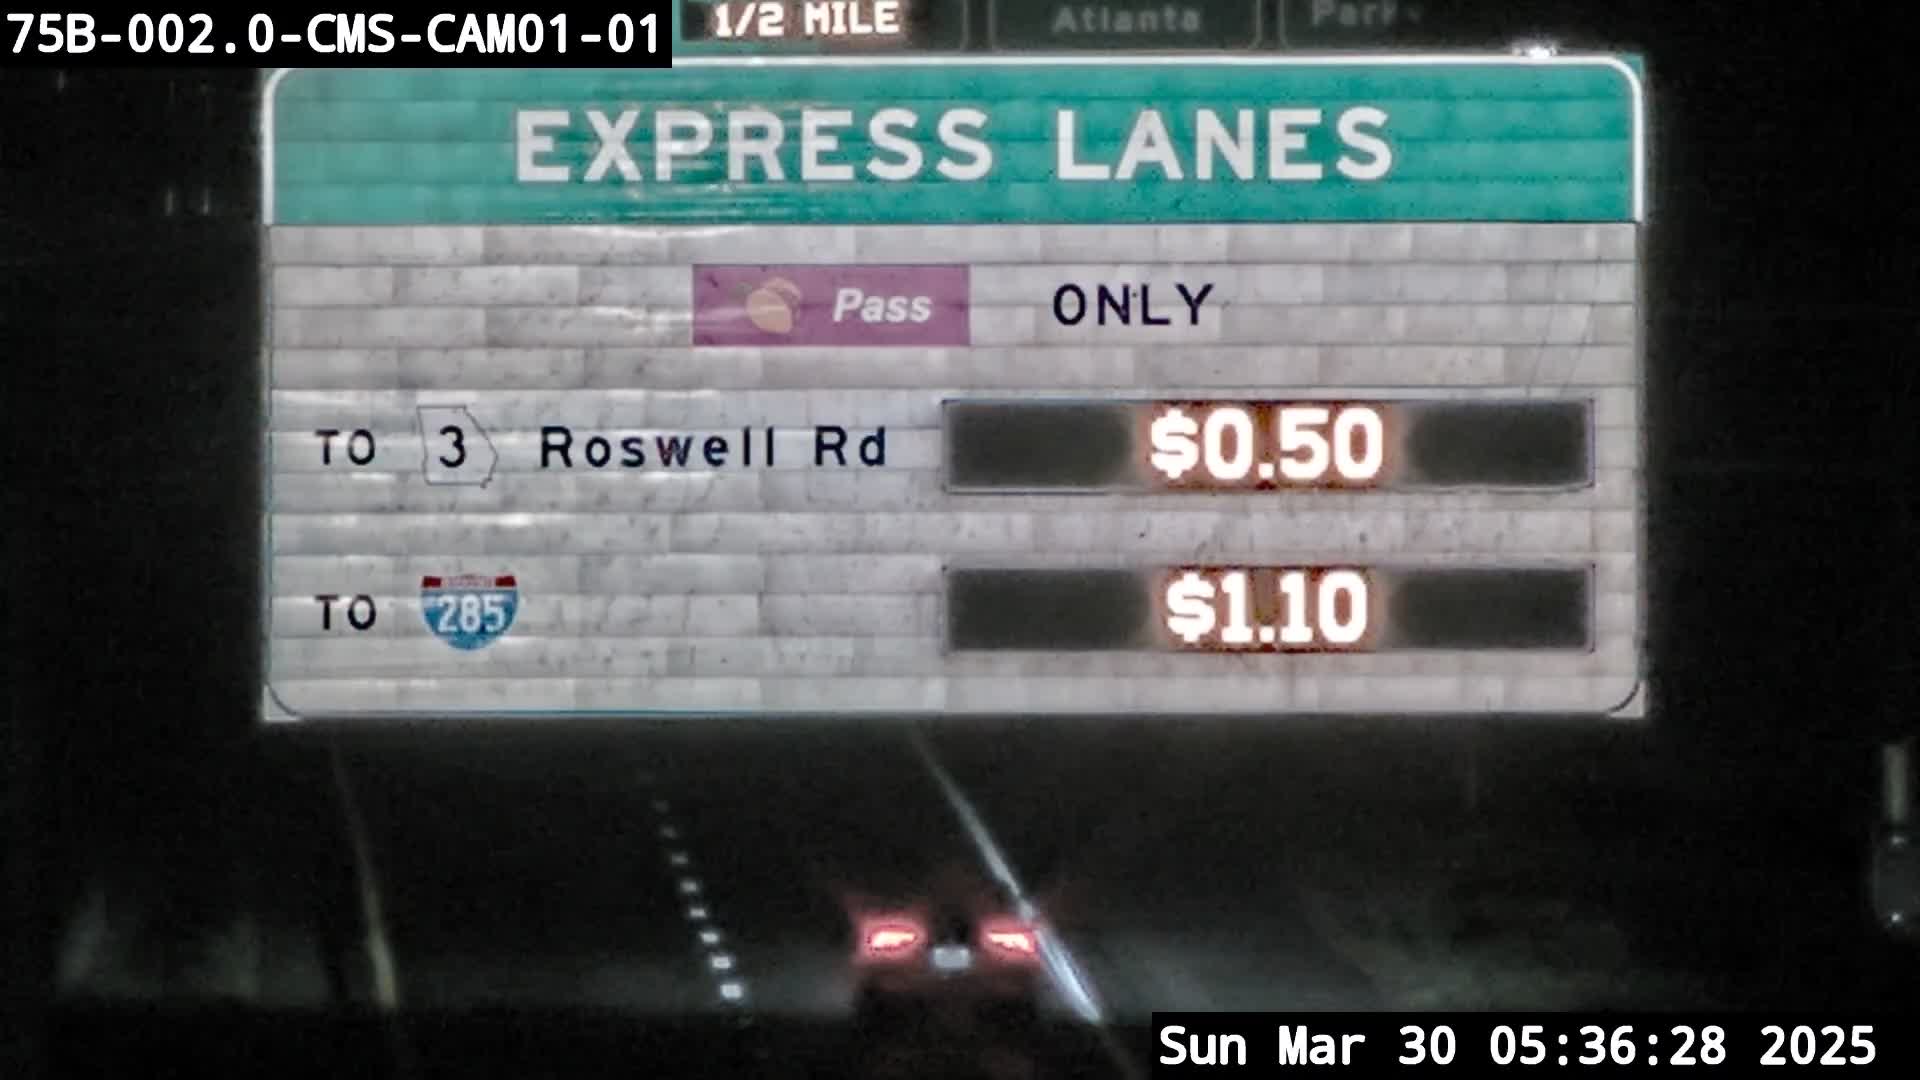 75B-002.0-CMS-CAM01-01
1/2 MILE
Atlanta
EXPRESS LANES
Pass ONLY
TO 3 Roswell Rd $0.50
TO 285 $1.10
Sun Mar 30 05:36:28 2025